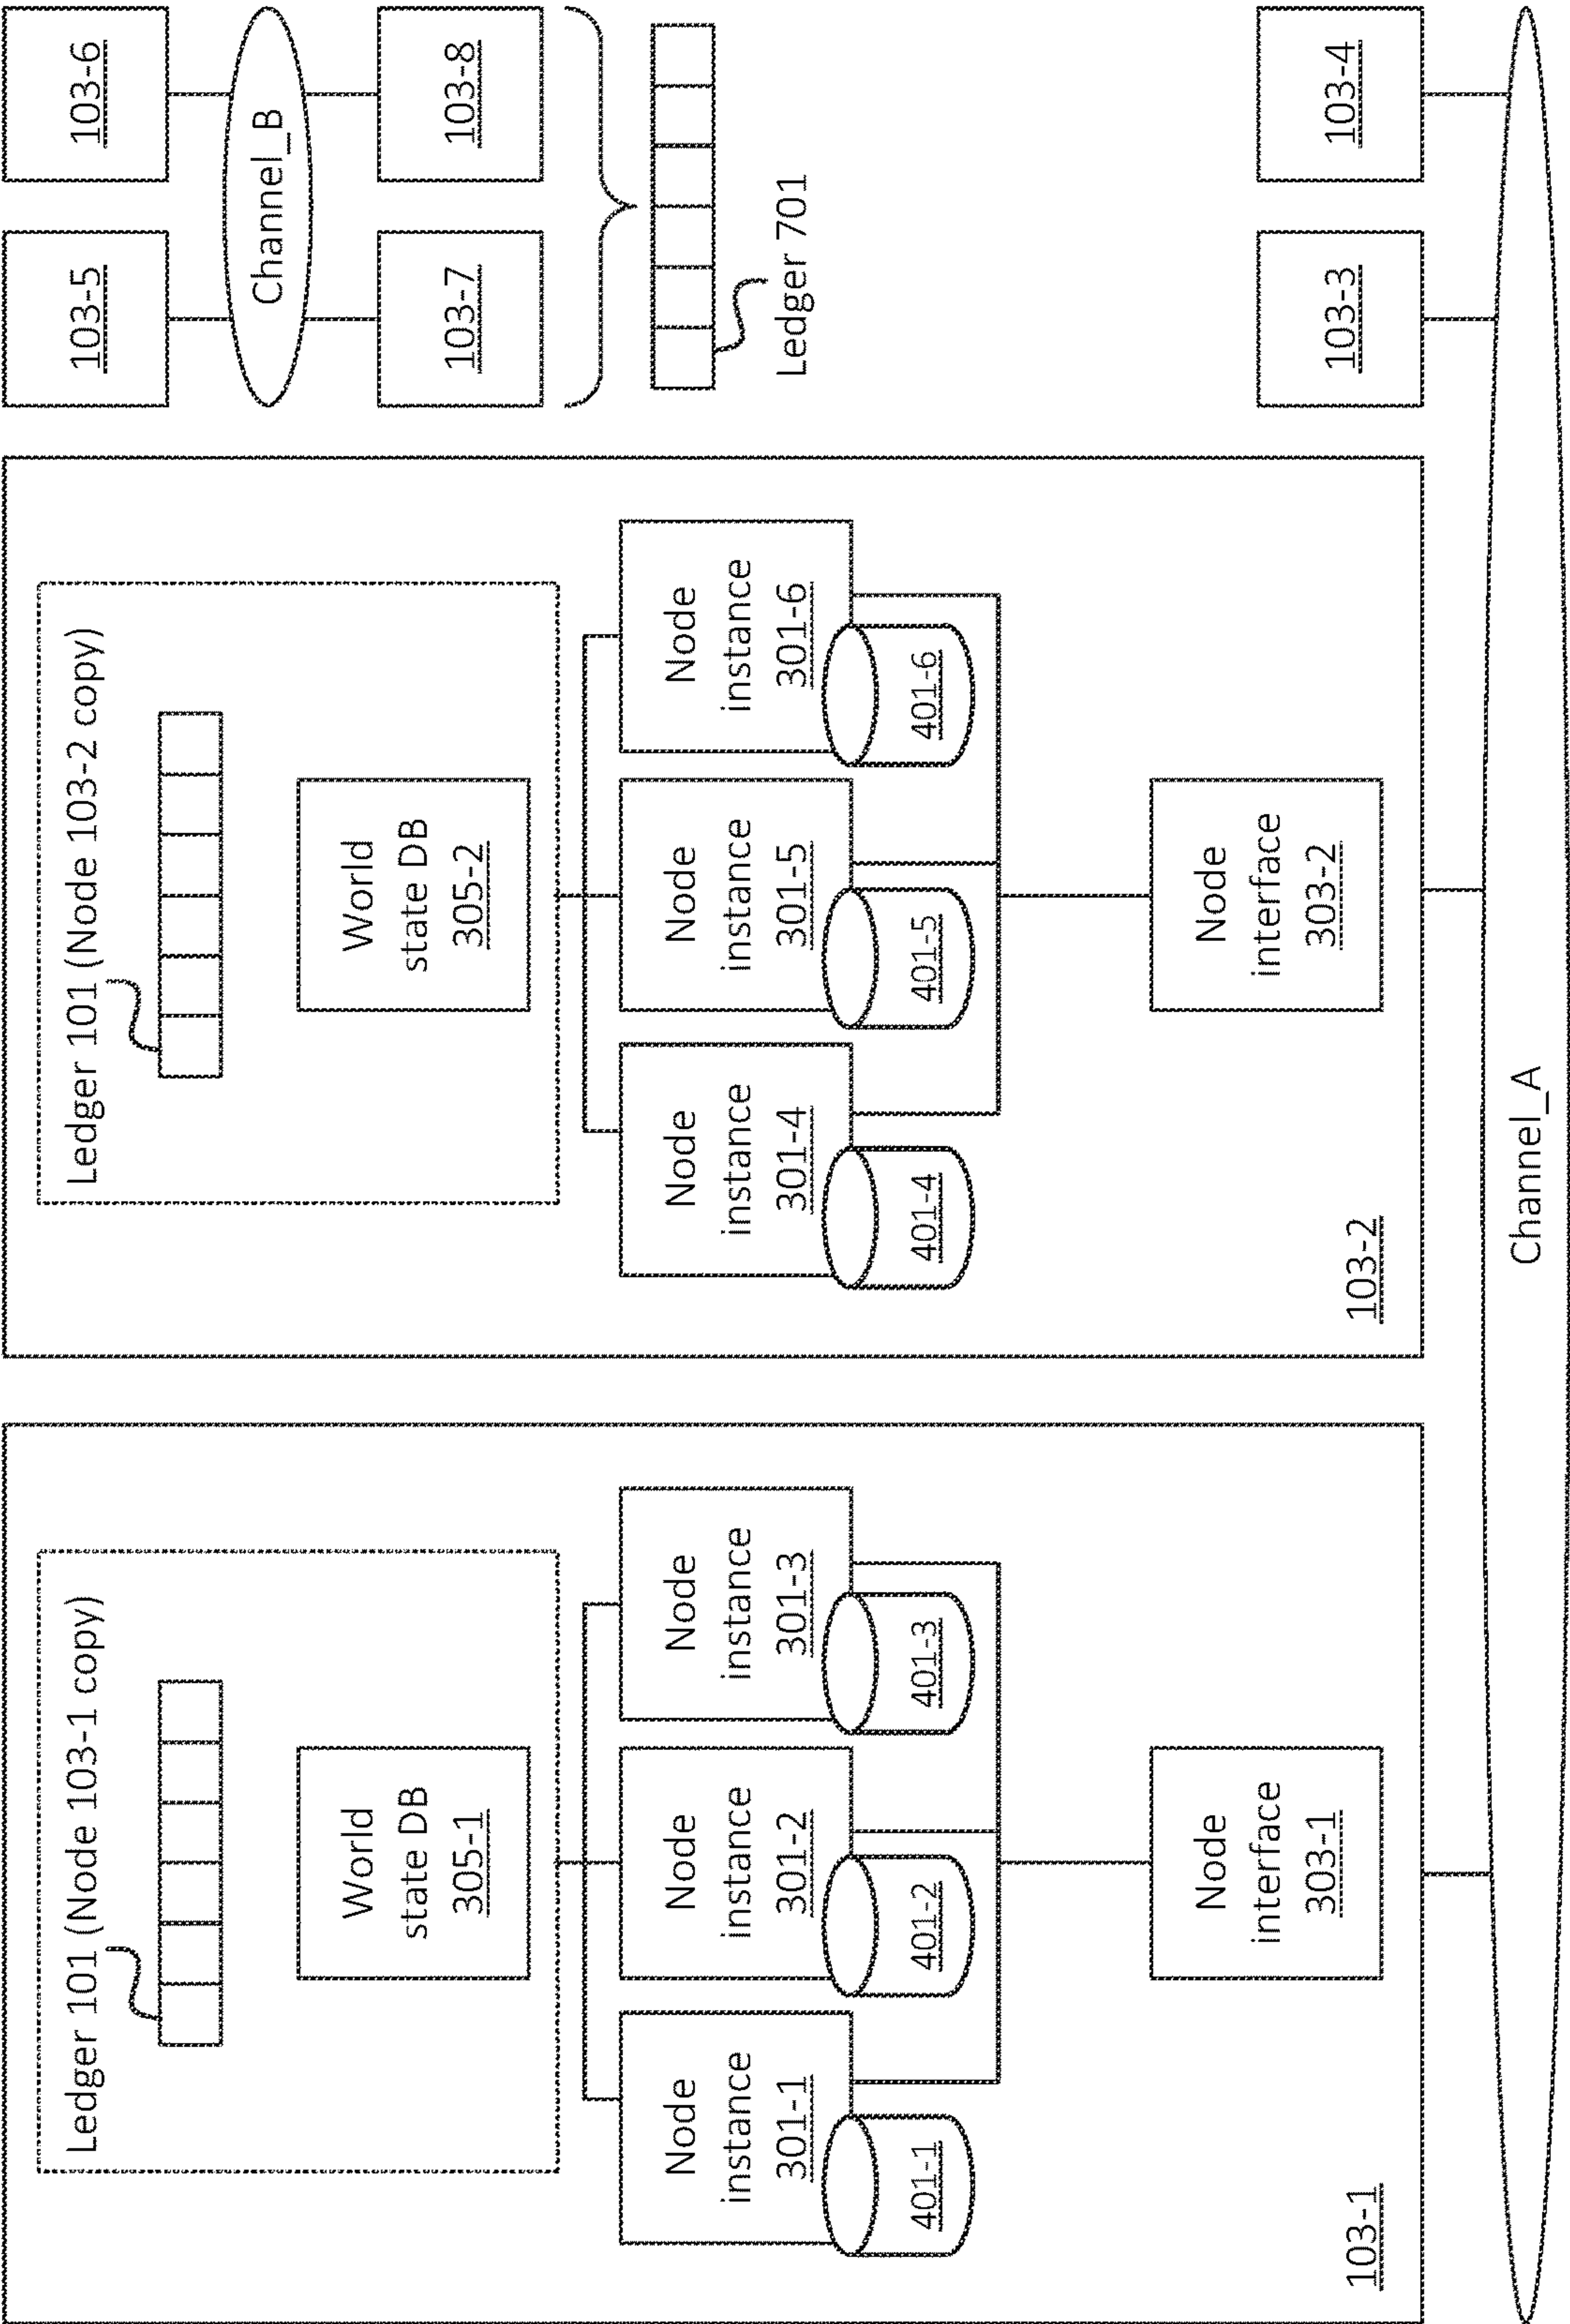 Ledger 101 (Node 103-1 copy)
World
state DB
305-1
Node
instance
301-1
401-1
Node
instance
301-2
401-2
Node
instance
301-3
401-3
Node
interface
303-1
103-1
Ledger 101 (Node 103-2 copy)
World
state DB
305-2
Node
instance
301-4
401-4
Node
instance
301-5
401-5
Node
instance
301-6
401-6
Node
interface
303-2
103-2
103-5
103-6
Channel_B
103-7
103-8
Ledger 701
103-3
103-4
Channel_A